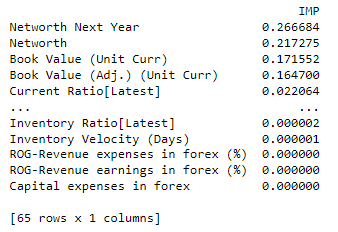 IMP
Networth Next Year 0.266684
Networth 0.217275
Book Value (Unit Curr) 0.171552
Book Value (Adj.) (Unit Curr) 0.164700
Current Ratio[Latest] 0.022064
... ...
Inventory Ratio[Latest] 0.000002
Inventory Velocity (Days) 0.000001
ROG-Revenue expenses in forex (%) 0.000000
ROG-Revenue earnings in forex (%) 0.000000
Capital expenses in forex 0.000000
[65 rows x 1 columns]